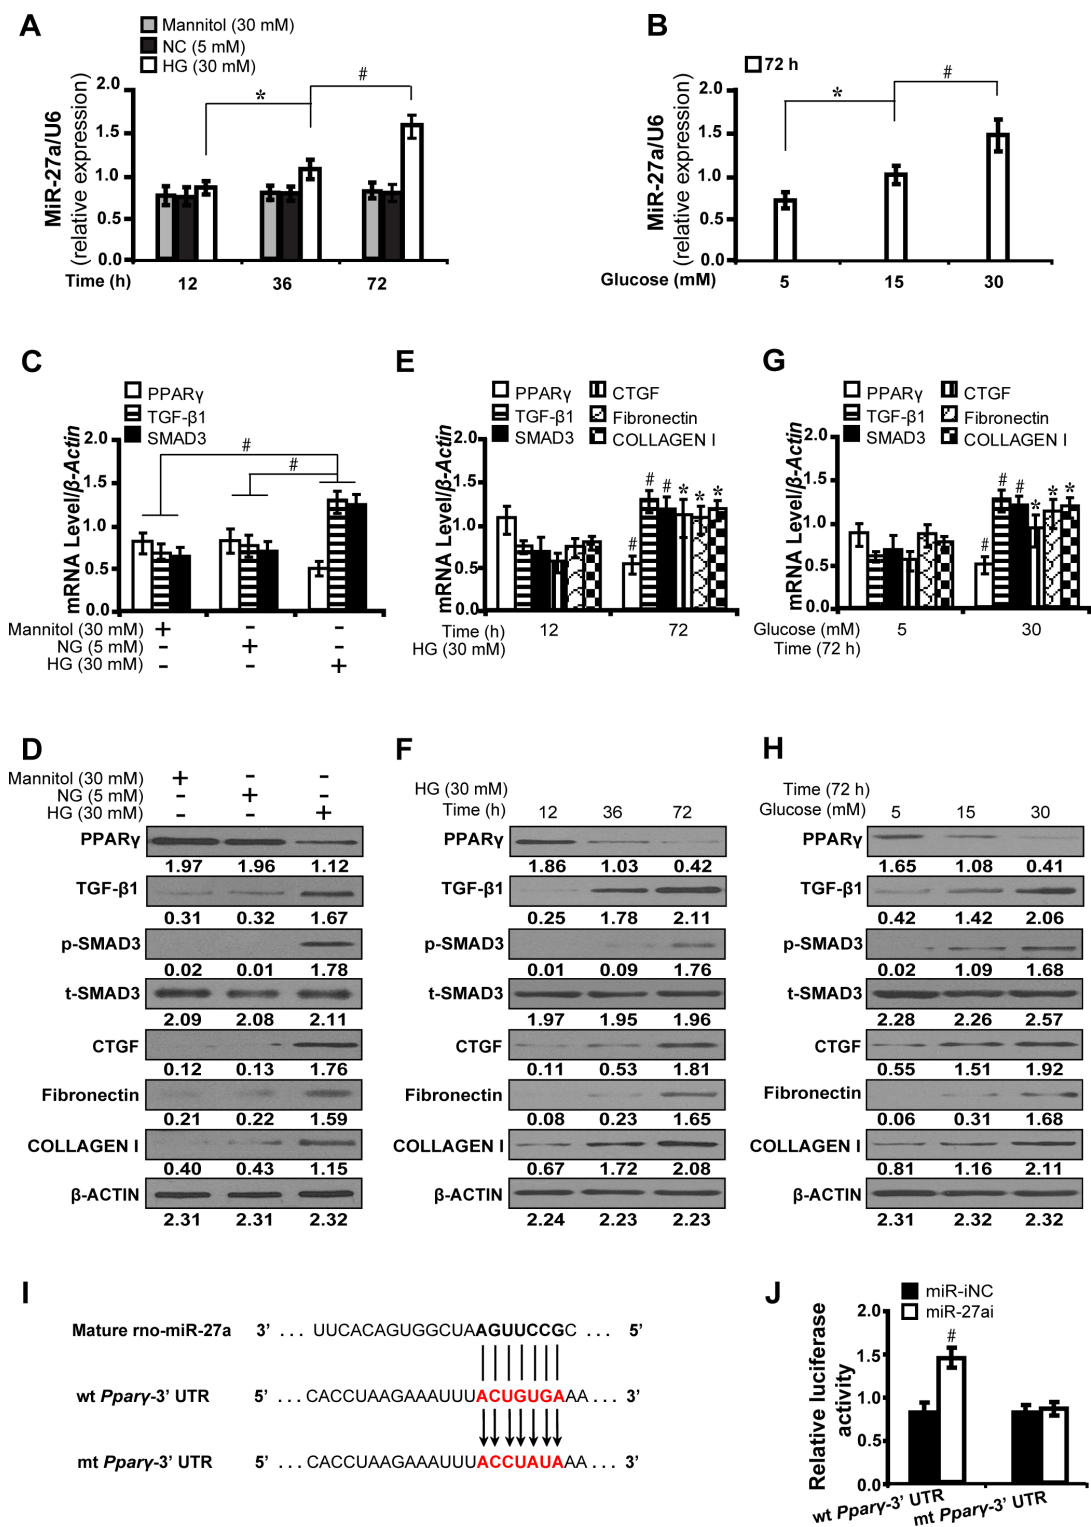 A
Mannitol (30 mM)
NC (5 mM)
HG (30 mM)
MiR-27a/U6
(relative expression)
2.0
1.5
1.0
0.5
0.0
*
#
Time (h)
12
36
72
B
72 h
MiR-27a/U6
(relative expression)
2.0
1.5
1.0
0.5
0.0
*
#
Glucose (mM)
5
15
30
C
PPARγ
TGF-β1
SMAD3
mRNA Level/β-Actin
2.0
1.5
1.0
0.5
0.0
#
#
Mannitol (30 mM) + - -
NG (5 mM) - + -
HG (30 mM) - - +
E
PPARγ
TGF-β1
SMAD3
CTGF
Fibronectin
COLLAGEN I
mRNA Level/β-Actin
2.0
1.5
1.0
0.5
0.0
# # # * * *
Time (h) 12 72
HG (30 mM)
G
PPARγ
TGF-β1
SMAD3
CTGF
Fibronectin
COLLAGEN I
mRNA Level/β-Actin
2.0
1.5
1.0
0.5
0.0
# # # * * *
Glucose (mM) 5 30
Time (72 h)
D
Mannitol (30 mM) + - -
NG (5 mM) - + -
HG (30 mM) - - +
PPARγ
1.97 1.96 1.12
TGF-β1
0.31 0.32 1.67
p-SMAD3
0.02 0.01 1.78
t-SMAD3
2.09 2.08 2.11
CTGF
0.12 0.13 1.76
Fibronectin
0.21 0.22 1.59
COLLAGEN I
0.40 0.43 1.15
β-ACTIN
2.31 2.31 2.32
F
HG (30 mM)
Time (h) 12 36 72
PPARγ
1.86 1.03 0.42
TGF-β1
0.25 1.78 2.11
p-SMAD3
0.01 0.09 1.76
t-SMAD3
1.97 1.95 1.96
CTGF
0.11 0.53 1.81
Fibronectin
0.08 0.23 1.65
COLLAGEN I
0.67 1.72 2.08
β-ACTIN
2.24 2.23 2.23
H
Time (72 h)
Glucose (mM) 5 15 30
PPARγ
1.65 1.08 0.41
TGF-β1
0.42 1.42 2.06
p-SMAD3
0.02 1.09 1.68
t-SMAD3
2.28 2.26 2.57
CTGF
0.55 1.51 1.92
Fibronectin
0.06 0.31 1.68
COLLAGEN I
0.81 1.16 2.11
β-ACTIN
2.31 2.32 2.32
I
Mature rno-miR-27a 3’ ... UUCACAGUGGCUAAGUUCCGC ... 5’
wt Pparγ-3’ UTR 5’ ...CACCUAAGAAAUUUACUGUGAAA... 3’
mt Pparγ-3’ UTR 5’ ...CACCUAAGAAAUUUACCUAUAAA... 3’
J
miR-iNC
miR-27ai
Relative luciferase
activity
2.0
1.5
1.0
0.5
0.0
#
wt Pparγ-3’ UTR
mt Pparγ-3’ UTR